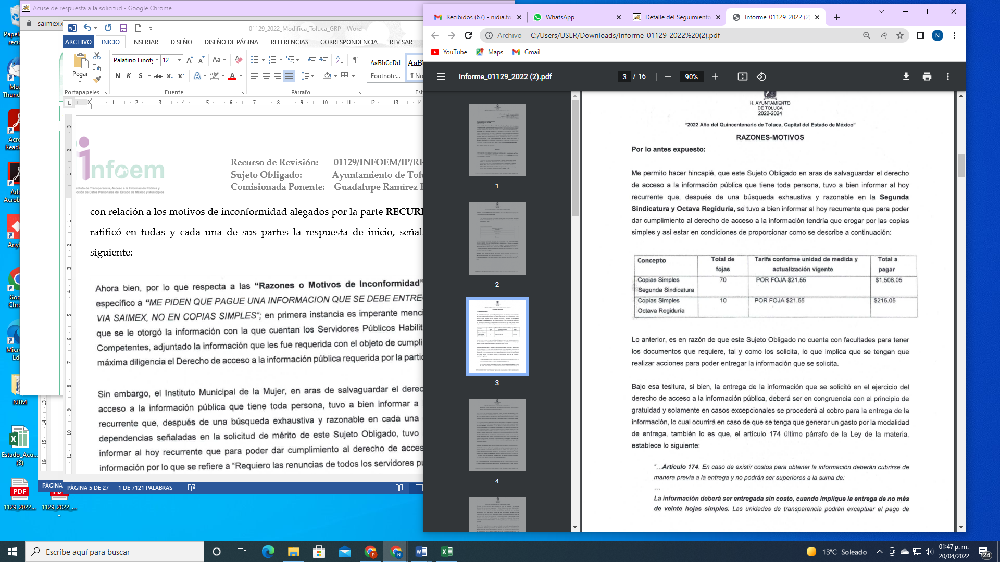 Acuse de respuesta a la solicitud - Google Chrome
saimex.
01129_2022_Modifica_Toluca_GRP - Word
ARCHIVO INICIO INSERTAR DISEÑO DISEÑO DE PÁGINA REFERENCIAS CORRESPONDENCIA REVISAR
Palatino Linoty 12
Pegar
N K S abc x₂ x²
AaBbCcDd AaB
Footnote... ¶ No
Portapapeles Fuente Párrafo Est
1 2 3 4 5 6 7 8 9 10 11 12 13 14
infoem
Instituto de Transparencia, Acceso a la Información Pública y
Protección de Datos Personales del Estado de México y Municipios
Recurso de Revisión: 01129/INFOEM/IP/RR
Sujeto Obligado: Ayuntamiento de Tolu
Comisionada Ponente: Guadalupe Ramírez
con relación a los motivos de inconformidad alegados por la parte RECURR
ratificó en todas y cada una de sus partes la respuesta de inicio, señala
siguiente:
Ahora bien, por lo que respecta a las “Razones o Motivos de Inconformidad”
específico a “ME PIDEN QUE PAGUE UNA INFORMACION QUE SE DEBE ENTREG
VIA SAIMEX, NO EN COPIAS SIMPLES“; en primera instancia es imperante menci
que se le otorgó la información con la que cuentan los Servidores Públicos Habilit
Competentes, adjuntado la información que les fue requerida con el objeto de cumpli
máxima diligencia el Derecho de acceso a la información pública requerida por la partic
Sin embargo, el Instituto Municipal de la Mujer, en aras de salvaguardar el derec
acceso a la información pública que tiene toda persona, tuvo a bien informar a
recurrente que, después de una búsqueda exhaustiva y razonable en cada una
dependencias señaladas en la solicitud de mérito de este Sujeto Obligado, tuvo
informar al hoy recurrente que para poder dar cumplimiento al derecho de acces
información por lo que se refiere a “Requiero las renuncias de todos los servidores pu
PÁGINA
PÁGINA 5 DE 27 1 DE 7121 PALABRAS
Recibidos (67) - nidia.to
WhatsApp
Detalle del Seguimiento
Informe_01129_2022 (2)
Archivo C:/Users/USER/Downloads/Informe_01129_2022%20(2).pdf
N
YouTube Maps Gmail
Informe_01129_2022 (2).pdf 3 / 16 90%
1
2
3
4
H. AYUNTAMIENTO
DE TOLUCA
2022-2024
“2022 Año del Quincentenario de Toluca, Capital del Estado de México”
RAZONES-MOTIVOS
Por lo antes expuesto:
Me permito hacer hincapié, que este Sujeto Obligado en aras de salvaguardar el derecho
de acceso a la información pública que tiene toda persona, tuvo a bien informar al hoy
recurrente que, después de una búsqueda exhaustiva y razonable en la Segunda
Sindicatura y Octava Regiduría, se tuvo a bien informar al hoy recurrente que para poder
dar cumplimiento al derecho de acceso a la información tendría que erogar por las copias
simples y así estar en condiciones de proporcionar como se describe a continuación:
Concepto Total de fojas Tarifa conforme unidad de medida y actualización vigente Total a pagar
Copias Simples Segunda Sindicatura 70 POR FOJA $21.55 $1,508.05
Copias Simples Octava Regiduría 10 POR FOJA $21.55 $215.05
Lo anterior, es en razón de que este Sujeto Obligado no cuenta con facultades para tener
los documentos que requiere, tal y como los solicita, lo que implica que se tengan que
realizar acciones para poder entregar la información que se solicita.
Bajo esa tesitura, si bien, la entrega de la información que se solicitó en el ejercicio del
derecho de acceso a la información pública, deberá ser en congruencia con el principio de
gratuidad y solamente en casos excepcionales se procederá al cobro para la entrega de la
información, lo cual ocurrirá en caso de que se tenga que generar un gasto por la modalidad
de entrega, también lo es que, el artículo 174 último párrafo de la Ley de la materia,
establece lo siguiente:
“…Artículo 174. En caso de existir costos para obtener la información deberán cubrirse de
manera previa a la entrega y no podrán ser superiores a la suma de:
…
La información deberá ser entregada sin costo, cuando implique la entrega de no más
de veinte hojas simples. Las unidades de transparencia podrán exceptuar el pago de
NTM
Estado_Acu...
(3)
1129_2022...
1129_2022_...
Escribe aquí para buscar
13°C Soleado
01:47 p. m.
20/04/2022
24